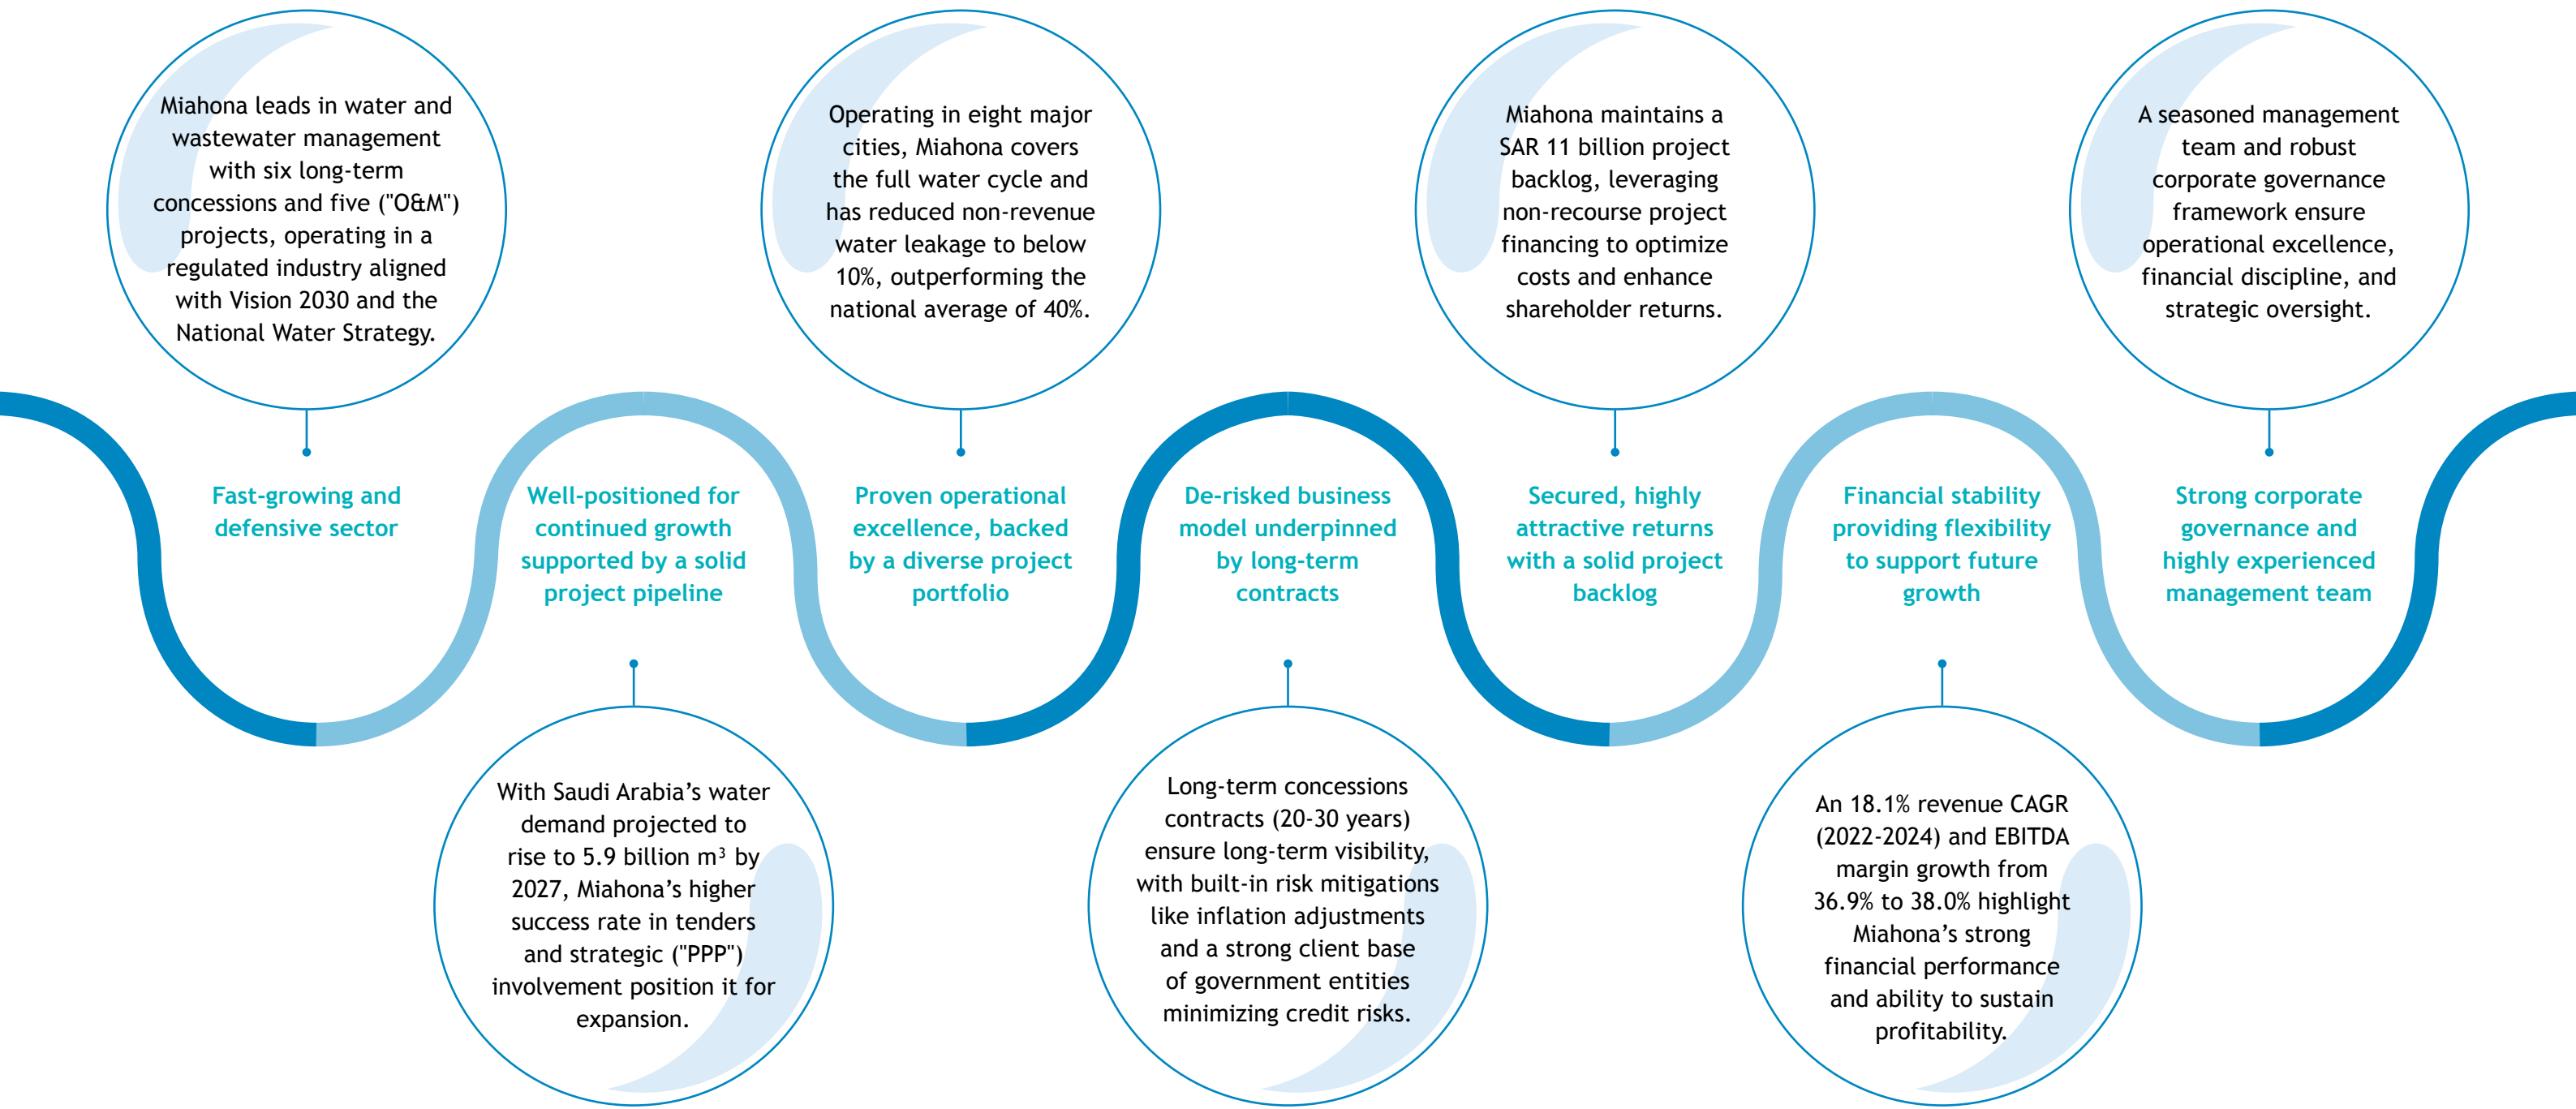 Miahona leads in water and
wastewater management
with six long-term
concessions and five ("O&M")
projects, operating in a
regulated industry aligned
with Vision 2030 and the
National Water Strategy.
Fast-growing and
defensive sector
Well-positioned for
continued growth
supported by a solid
project pipeline
With Saudi Arabia’s water
demand projected to
rise to 5.9 billion m³ by
2027, Miahona’s higher
success rate in tenders
and strategic ("PPP")
involvement position it for
expansion.
Operating in eight major
cities, Miahona covers
the full water cycle and
has reduced non-revenue
water leakage to below
10%, outperforming the
national average of 40%.
Proven operational
excellence, backed
by a diverse project
portfolio
De-risked business
model underpinned
by long-term
contracts
Long-term concessions
contracts (20-30 years)
ensure long-term visibility,
with built-in risk mitigations
like inflation adjustments
and a strong client base
of government entities
minimizing credit risks.
Miahona maintains a
SAR 11 billion project
backlog, leveraging
non-recourse project
financing to optimize
costs and enhance
shareholder returns.
Secured, highly
attractive returns
with a solid project
backlog
Financial stability
providing flexibility
to support future
growth
An 18.1% revenue CAGR
(2022-2024) and EBITDA
margin growth from
36.9% to 38.0% highlight
Miahona’s strong
financial performance
and ability to sustain
profitability.
A seasoned management
team and robust
corporate governance
framework ensure
operational excellence,
financial discipline, and
strategic oversight.
Strong corporate
governance and
highly experienced
management team